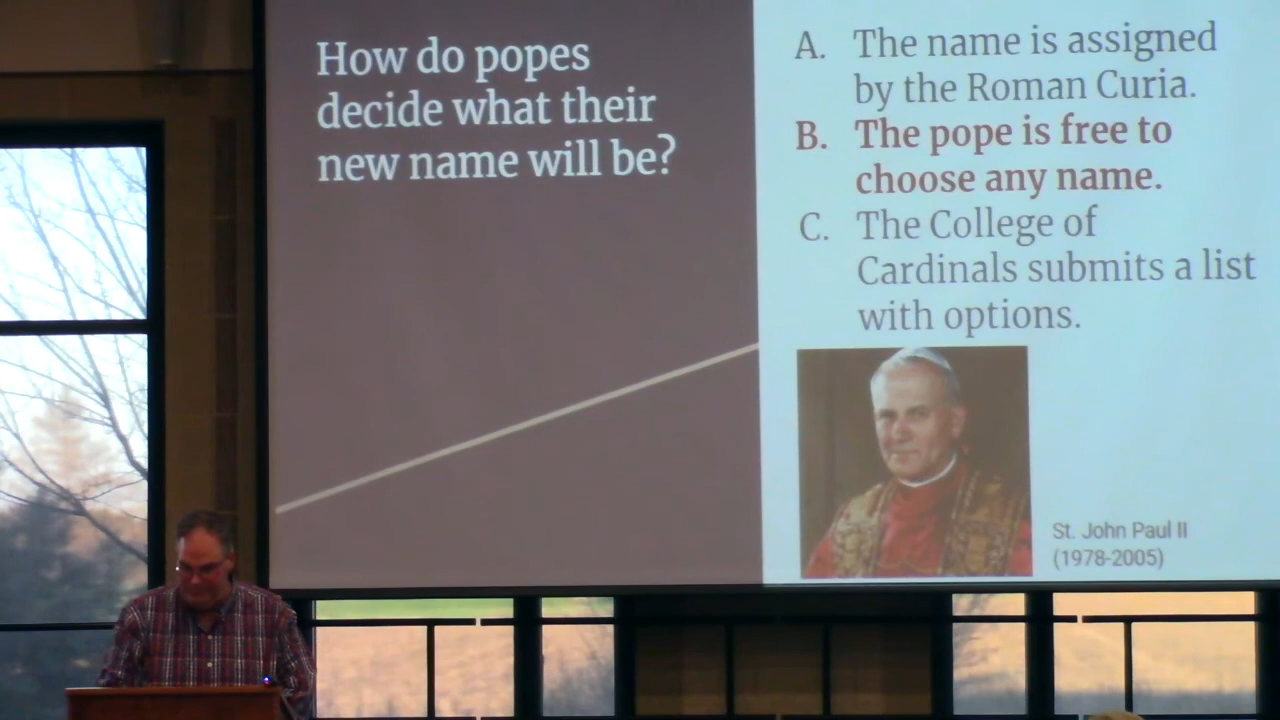 How do popes
decide what their
new name will be?
A. The name is assigned
by the Roman Curia.
B. The pope is free to
choose any name.
C. The College of
Cardinals submits a list
with options.
St. John Paul II
(1978-2005)